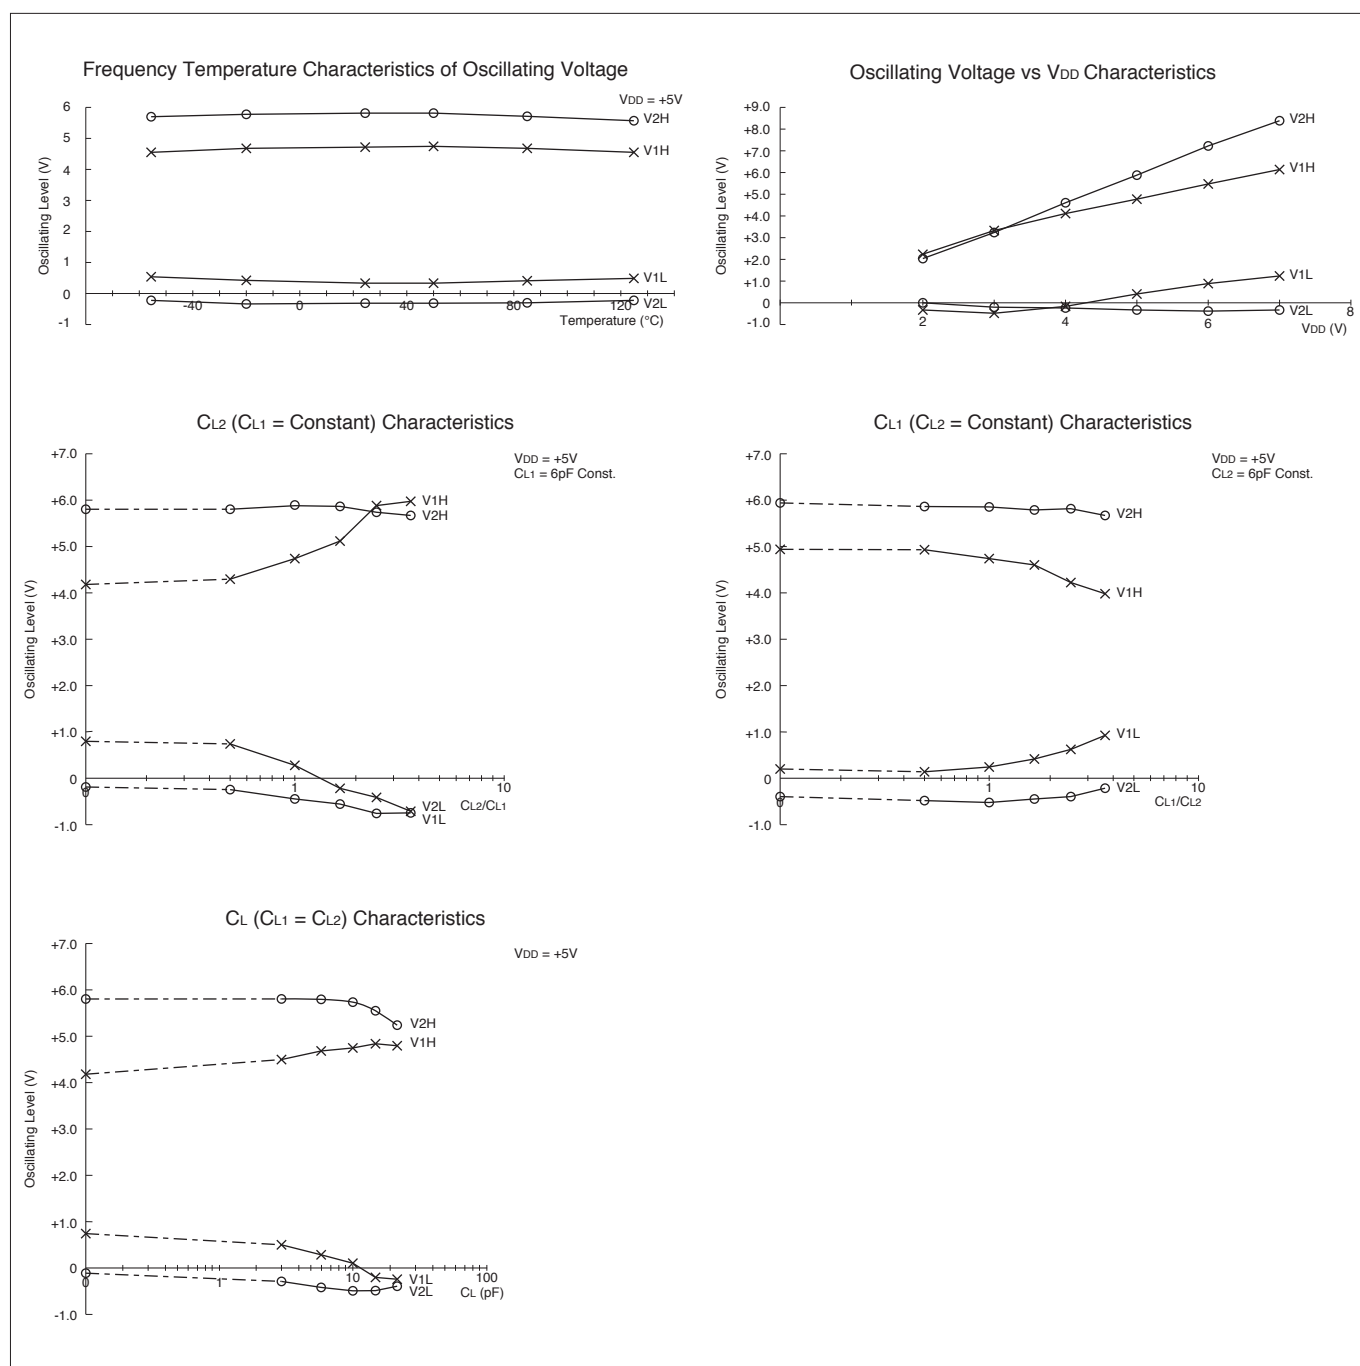 Frequency Temperature Characteristics of Oscillating Voltage
VDD = +5V
Oscillating Level (V)
6
5
4
3
2
1
0
-1
-40
0
40
80
120
Temperature (°C)
V2H
V1H
V1L
V2L
Oscillating Voltage vs VDD Characteristics
Oscillating Level (V)
+9.0
+8.0
+7.0
+6.0
+5.0
+4.0
+3.0
+2.0
+1.0
0
-1.0
2
4
6
8
VDD (V)
V2H
V1H
V1L
V2L
CL2 (CL1 = Constant) Characteristics
VDD = +5V
CL1 = 6pF Const.
Oscillating Level (V)
+7.0
+6.0
+5.0
+4.0
+3.0
+2.0
+1.0
0
-1.0
0
1
10
CL2/CL1
V1H
V2H
V2L
V1L
CL1 (CL2 = Constant) Characteristics
VDD = +5V
CL2 = 6pF Const.
Oscillating Level (V)
+7.0
+6.0
+5.0
+4.0
+3.0
+2.0
+1.0
0
-1.0
0
1
10
CL1/CL2
V2H
V1H
V1L
V2L
CL (CL1 = CL2) Characteristics
VDD = +5V
Oscillating Level (V)
+7.0
+6.0
+5.0
+4.0
+3.0
+2.0
+1.0
0
-1.0
0
1
10
100
CL (pF)
V2H
V1H
V1L
V2L